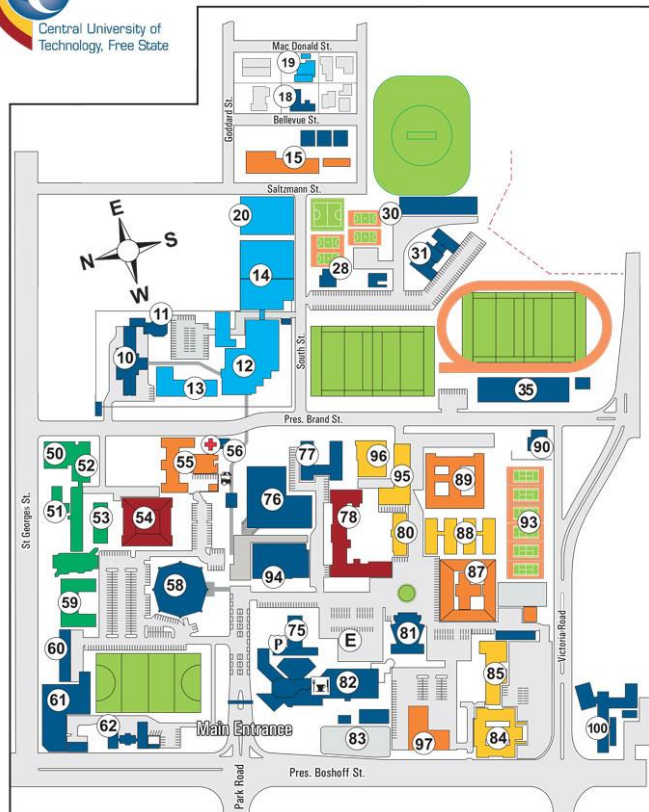 Central University of
Technology, Free State
Mac Donald St.
19
18
Goddard St.
Bellevue St.
15
Saltzmann St.
20
30
E
S
N
W
31
14
28
11
10
12
13
South St.
35
Pres. Brand St.
50
52
55
56
77
96
95
90
89
51
53
54
76
78
80
88
93
St Georges St.
58
94
87
59
75
E
81
P
60
82
85
Victoria Road
61
62
Main Entrance
83
97
84
100
Park Road
Pres. Boshoff St.